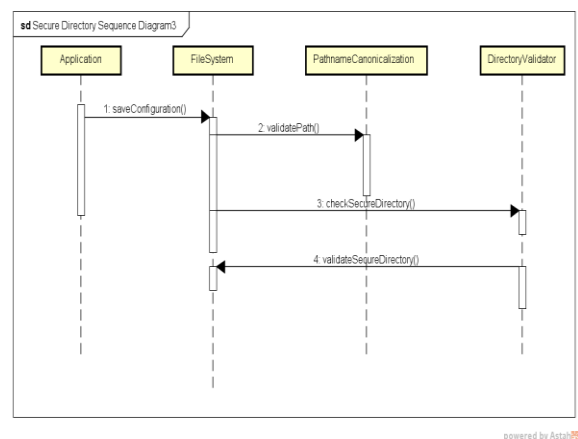 sd Secure Directory Sequence Diagram3
Application
FileSystem
PathnameCanonicalization
DirectoryValidator
1: saveConfiguration()
2: validatePath()
3: checkSecureDirectory()
4: validateSequreDirectory()
powered by Astah